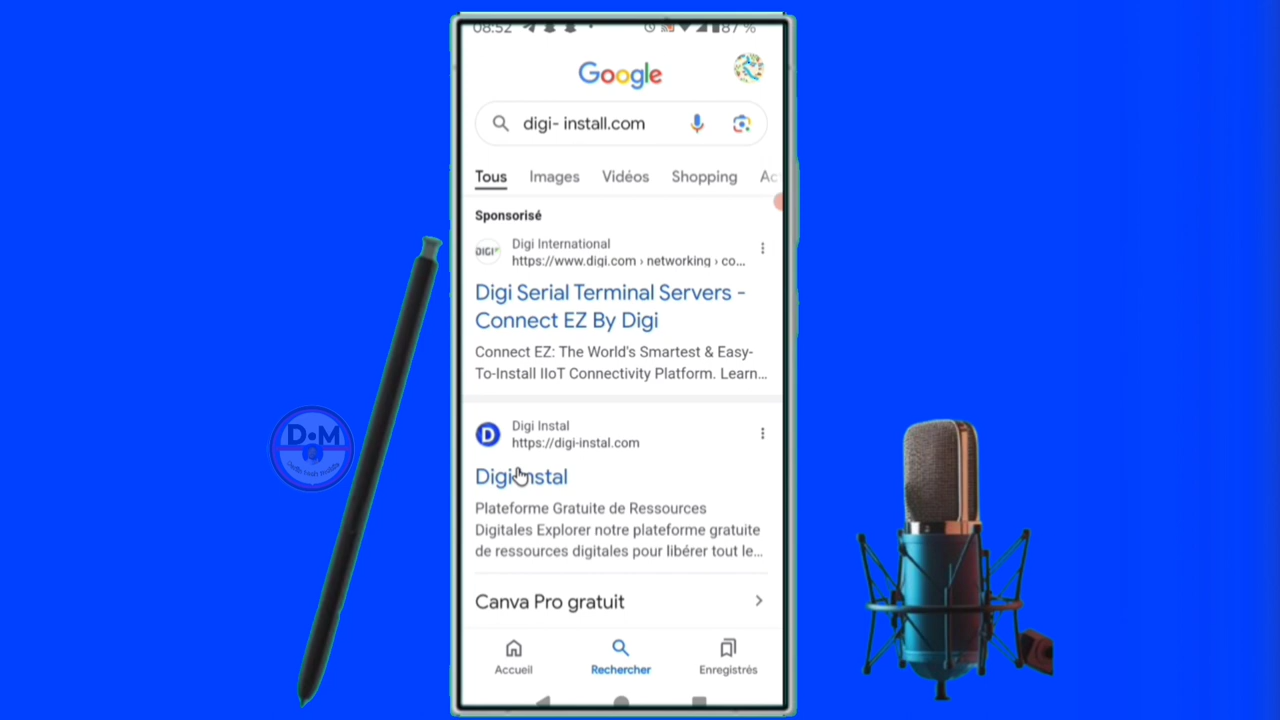 08:52 87 %
Google
digi- install.com
Tous Images Vidéos Shopping Ac
Sponsorisé
DIGI
Digi International
https://www.digi.com › networking › co...
Digi Serial Terminal Servers -
Connect EZ By Digi
Connect EZ: The World's Smartest & Easy-
To-Install IIoT Connectivity Platform. Learn...
D
Digi Instal
https://digi-instal.com
Digi Instal
Plateforme Gratuite de Ressources
Digitales Explorer notre plateforme gratuite
de ressources digitales pour libérer tout le...
Canva Pro gratuit
Accueil Rechercher Enregistrés
D.M